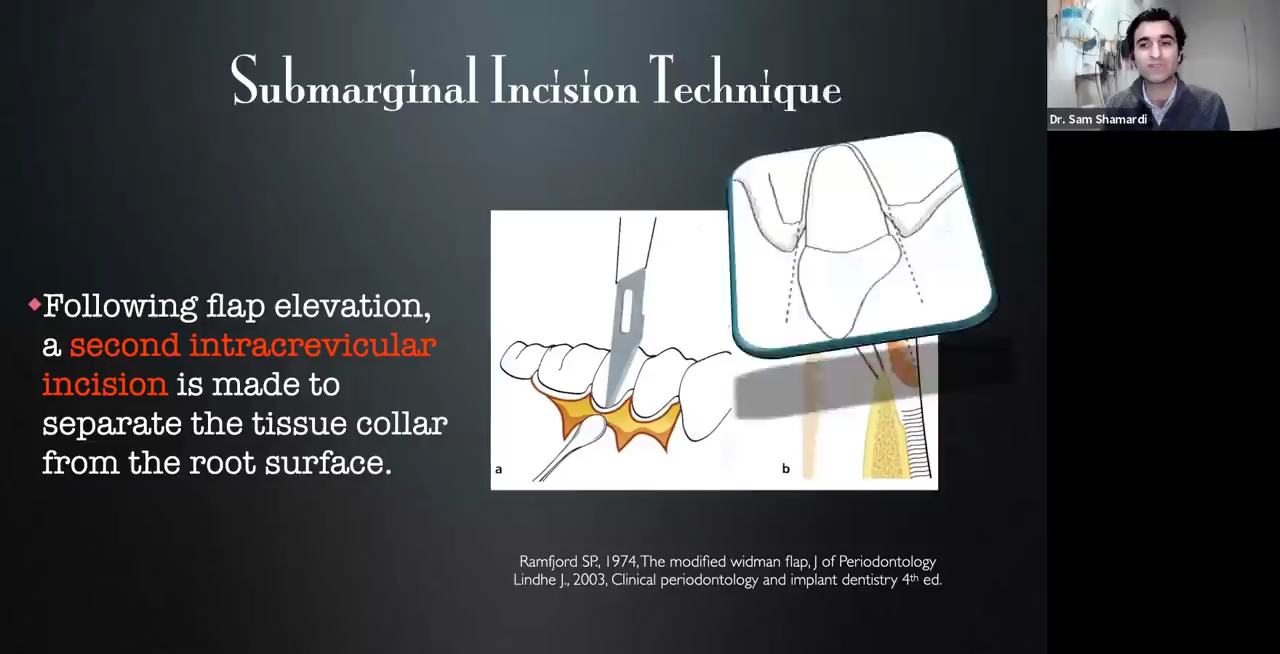 Submarginal Incision Technique
Dr. Sam Shamardi
Following flap elevation,
a second intracrevicular
incision is made to
separate the tissue collar
from the root surface.
a
b
Ramfjord SP., 1974, The modified widman flap, J of Periodontology
Lindhe J., 2003, Clinical periodontology and implant dentistry 4th ed.